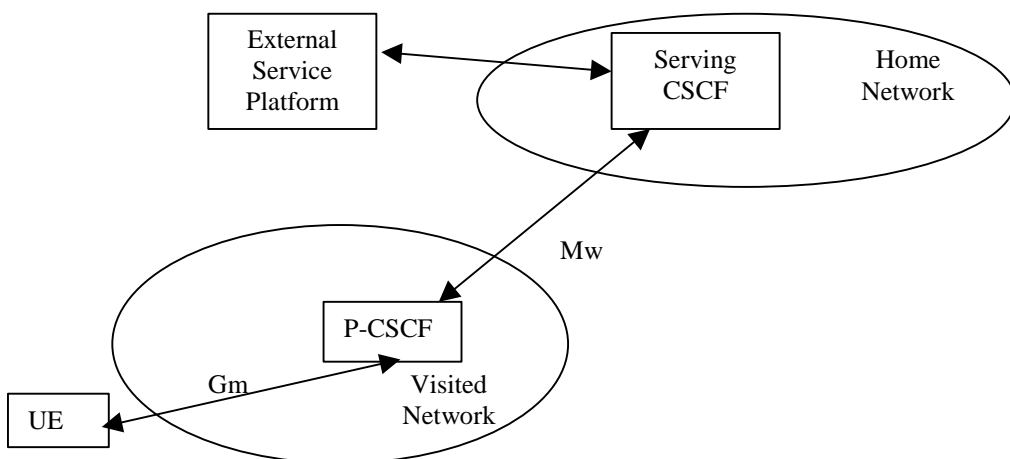 External
Service
Platform
Serving
CSCF
Home
Network
Mw
P-CSCF
Gm
Visited
Network
UE